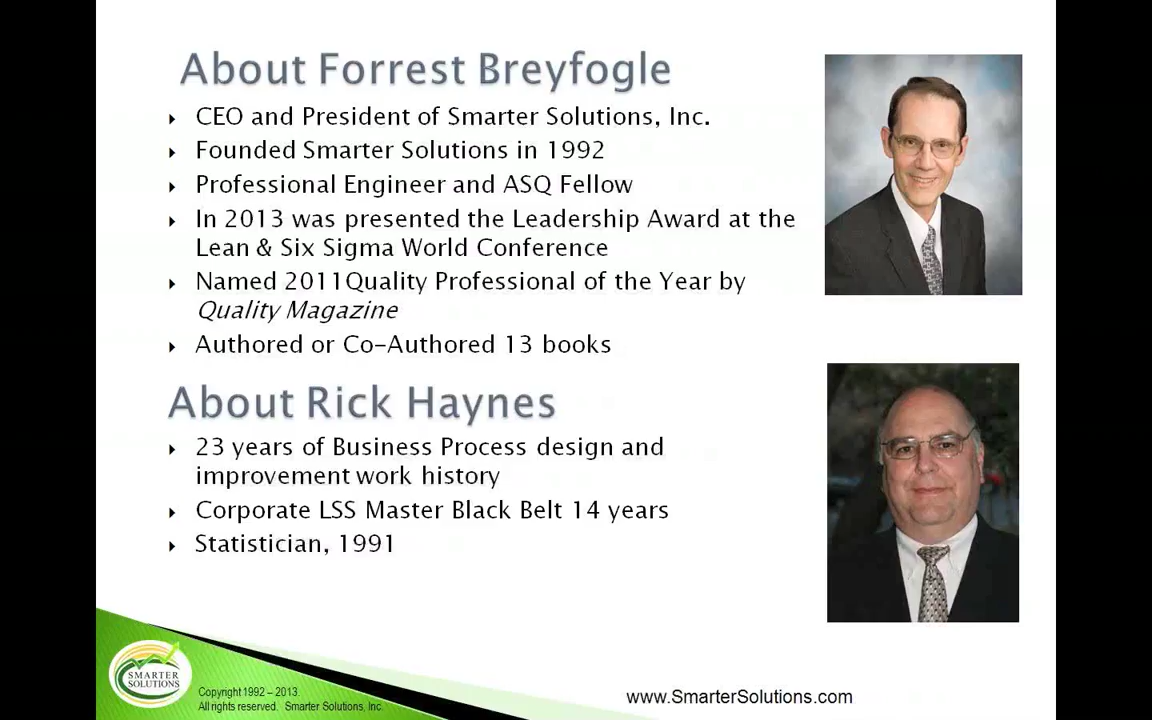 About Forrest Breyfogle
CEO and President of Smarter Solutions, Inc.
Founded Smarter Solutions in 1992
Professional Engineer and ASQ Fellow
In 2013 was presented the Leadership Award at the
Lean & Six Sigma World Conference
Named 2011Quality Professional of the Year by
Quality Magazine
Authored or Co-Authored 13 books
About Rick Haynes
23 years of Business Process design and
improvement work history
Corporate LSS Master Black Belt 14 years
Statistician, 1991
SMARTER
SOLUTIONS
Copyright 1992 – 2013.
All rights reserved. Smarter Solutions, Inc.
www.SmarterSolutions.com